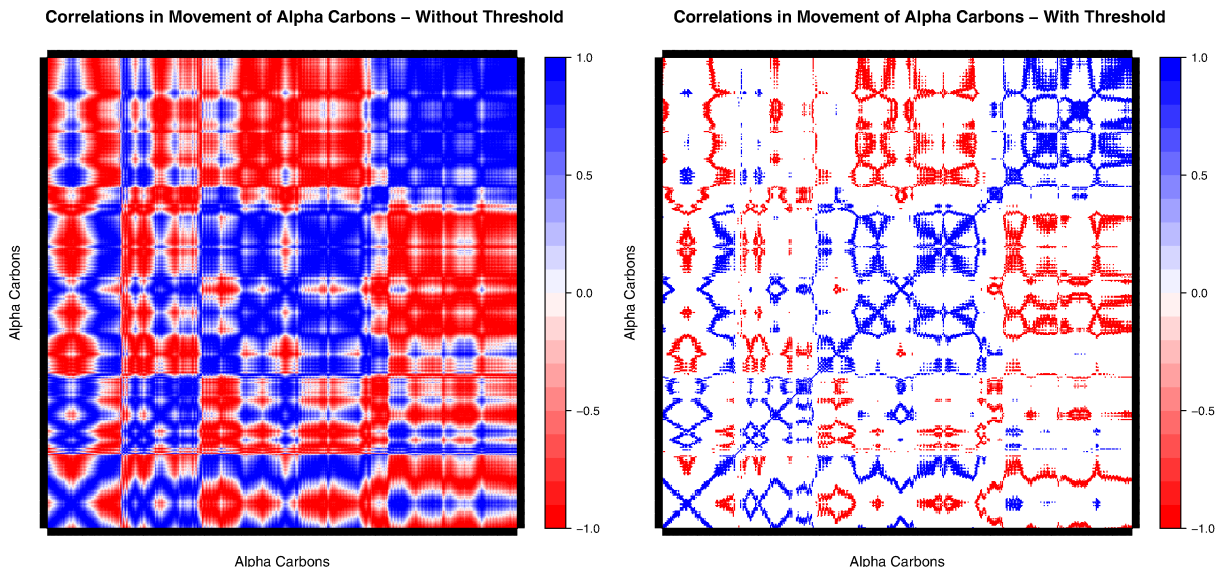 Correlations in Movement of Alpha Carbons − Without Threshold
Alpha Carbons
Alpha Carbons
1.0
0.5
0.0
−0.5
−1.0
Correlations in Movement of Alpha Carbons − With Threshold
Alpha Carbons
Alpha Carbons
1.0
0.5
0.0
−0.5
−1.0